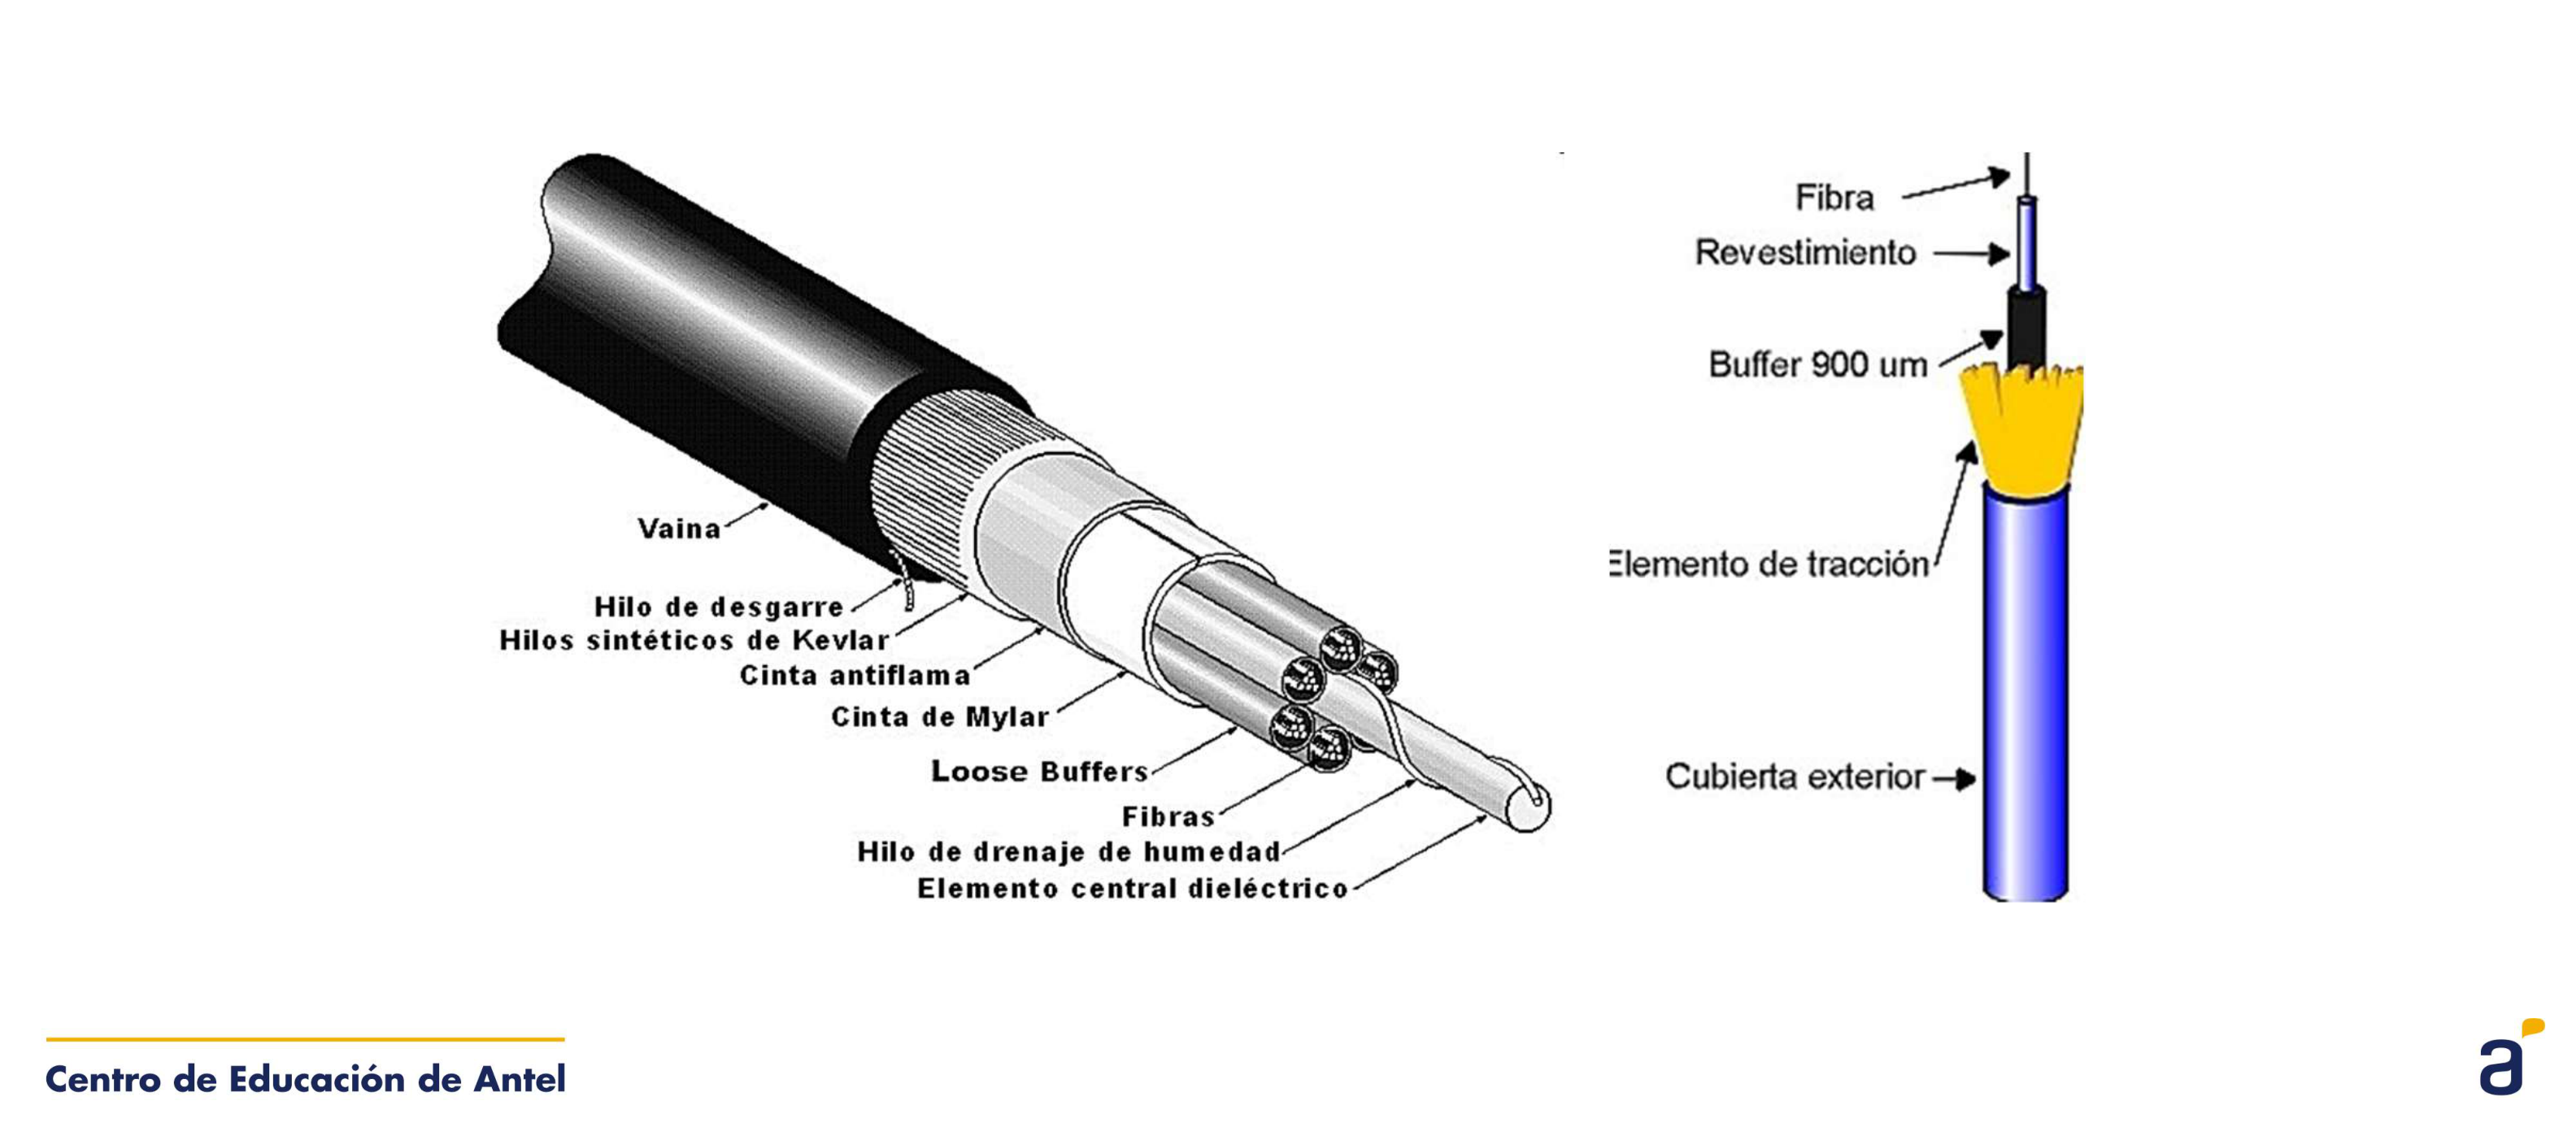 Vaina
Hilo de desgarre
Hilos sintéticos de Kevlar
Cinta antiflama
Cinta de Mylar
Loose Buffers
Fibras
Hilo de drenaje de humedad
Elemento central dieléctrico
Fibra
Revestimiento
Buffer 900 um
Elemento de tracción
Cubierta exterior
Centro de Educación de Antel
a